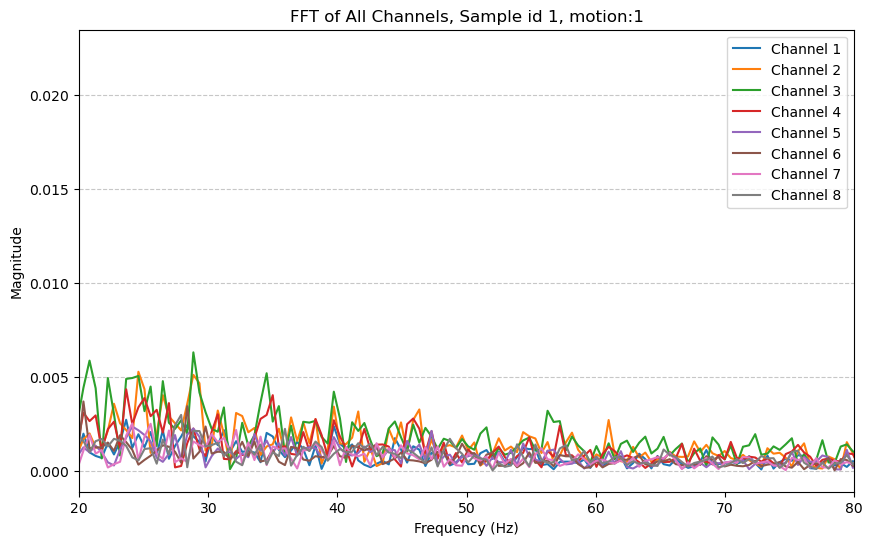 FFT of All Channels, Sample id 1, motion:1
Channel 1
Channel 2
Channel 3
Channel 4
Channel 5
Channel 6
Channel 7
Channel 8
0.020
0.015
0.010
0.005
0.000
Magnitude
20 30 40 50 60 70 80
Frequency (Hz)